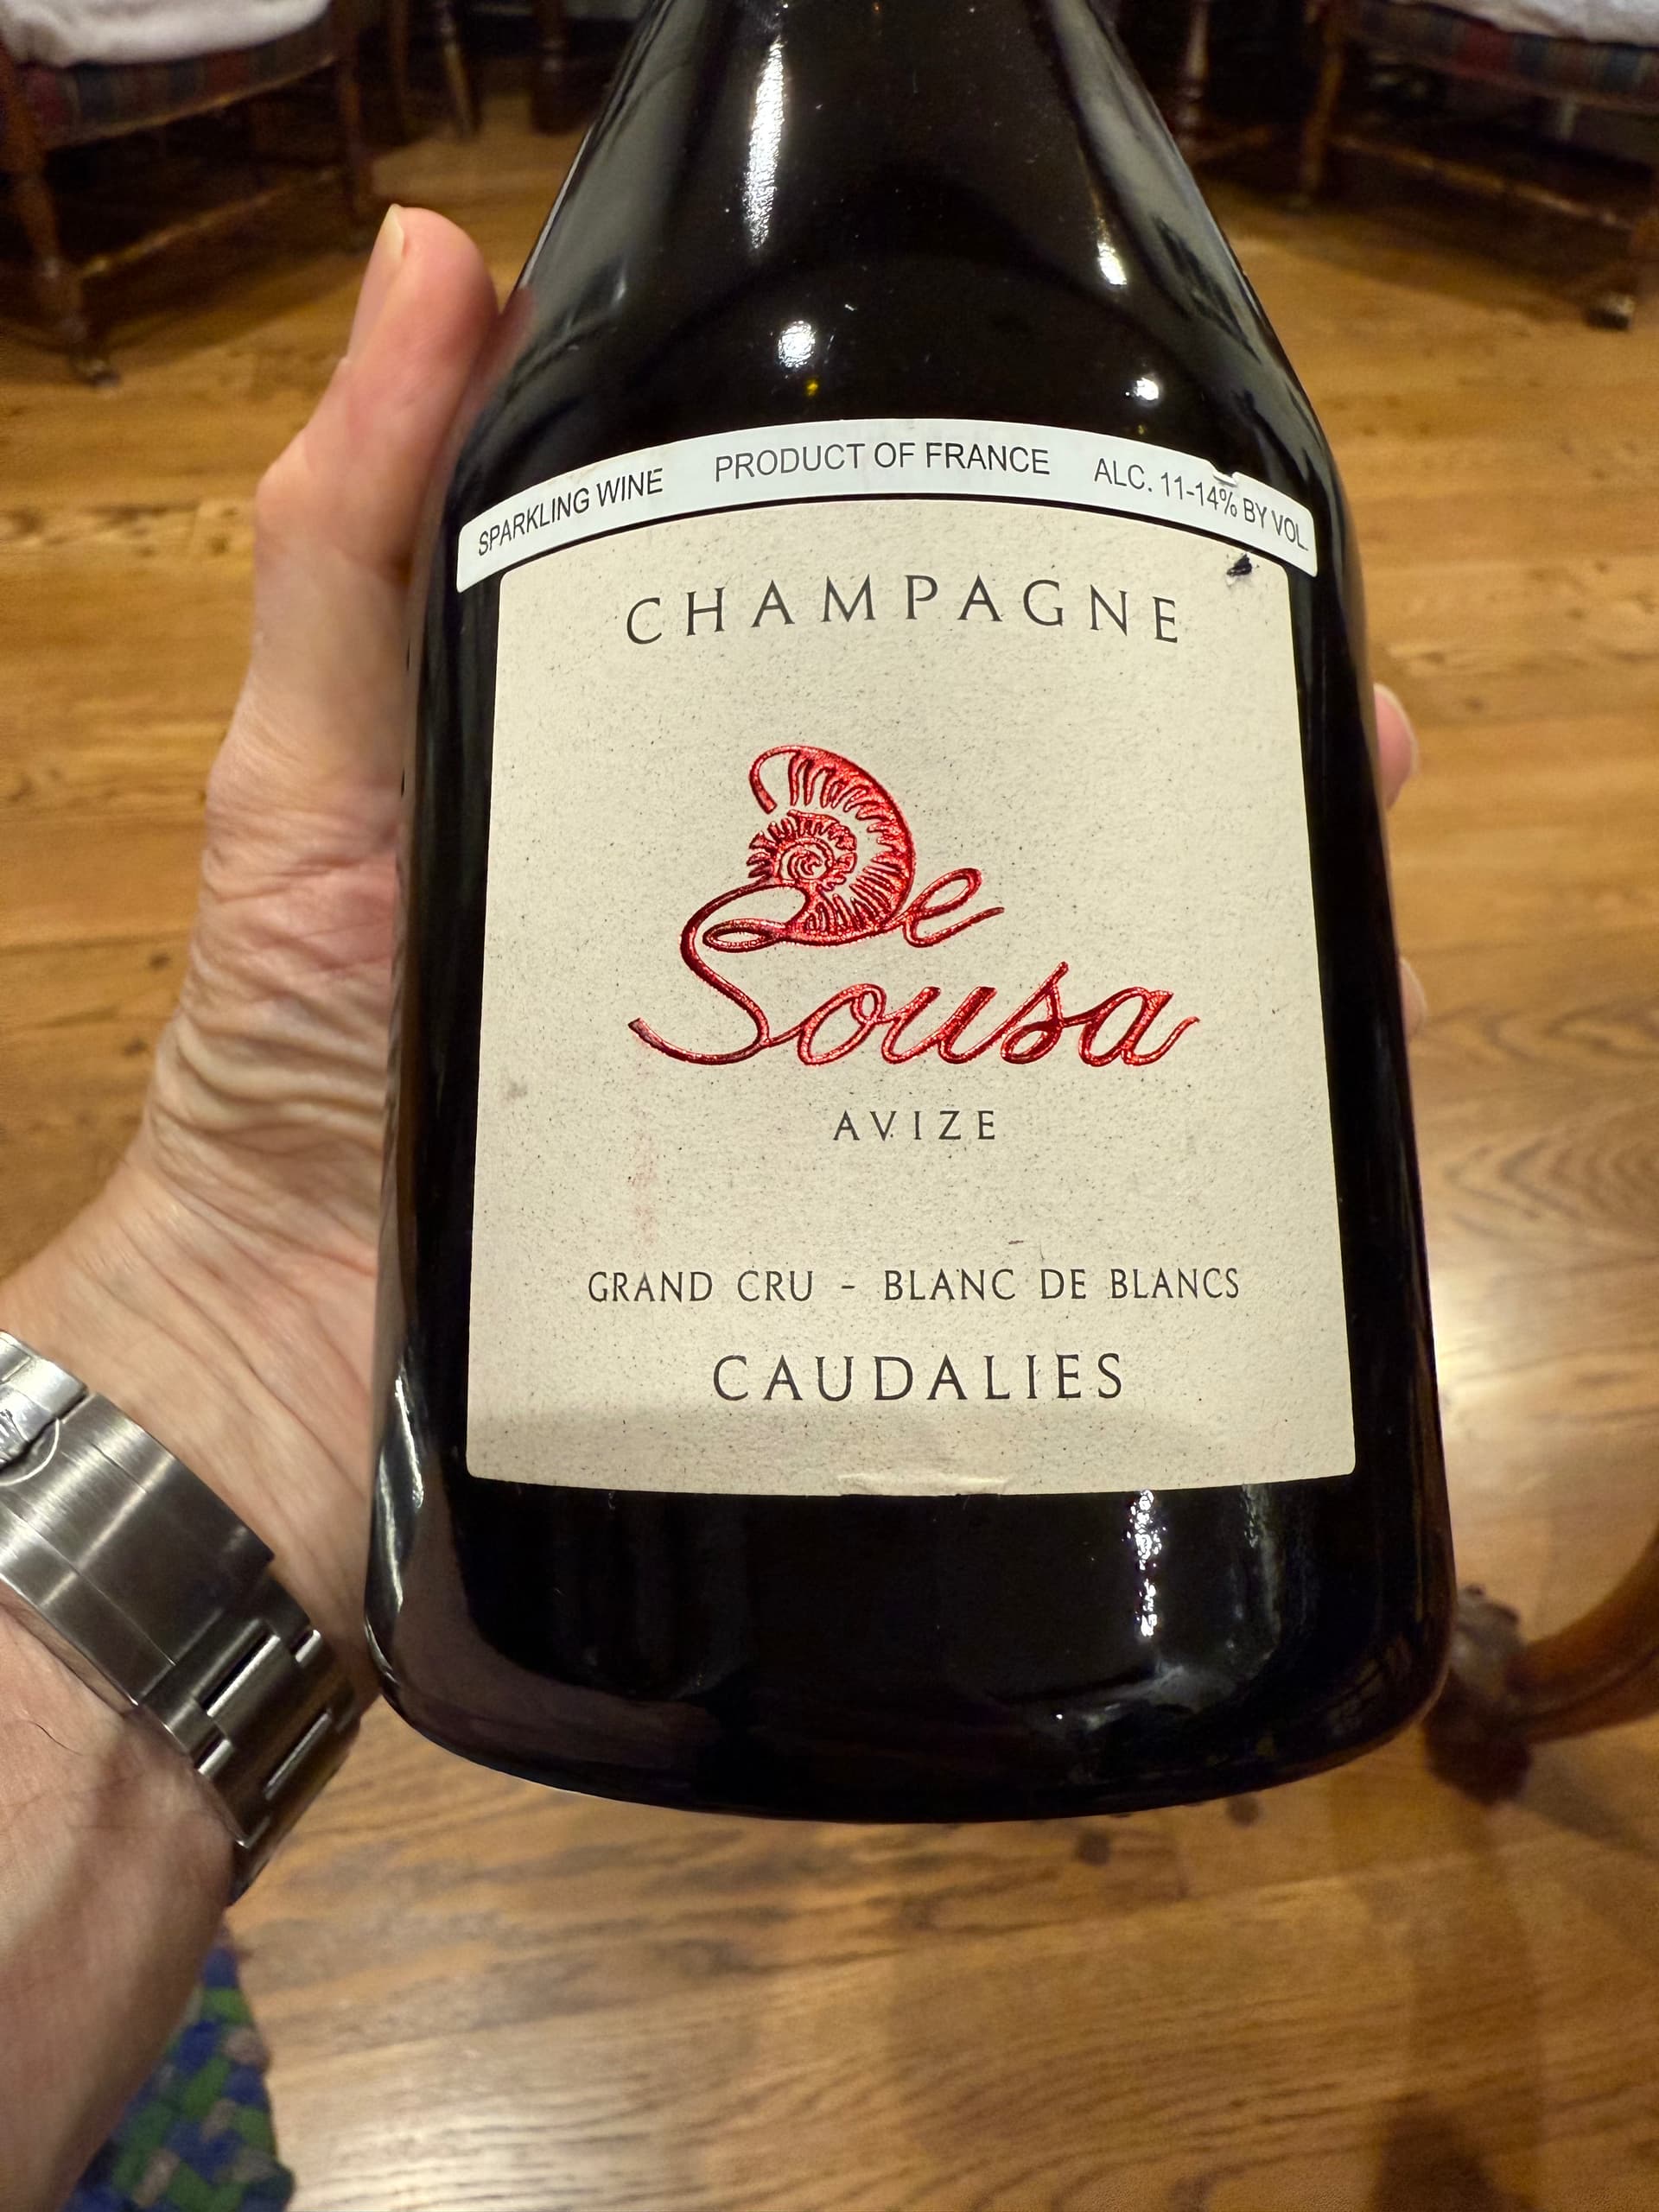 SPARKLING WINE PRODUCT OF FRANCE ALC. 11-14% BY VOL.
CHAMPAGNE
De
Sousa
AVIZE
GRAND CRU - BLANC DE BLANCS
CAUDALIES